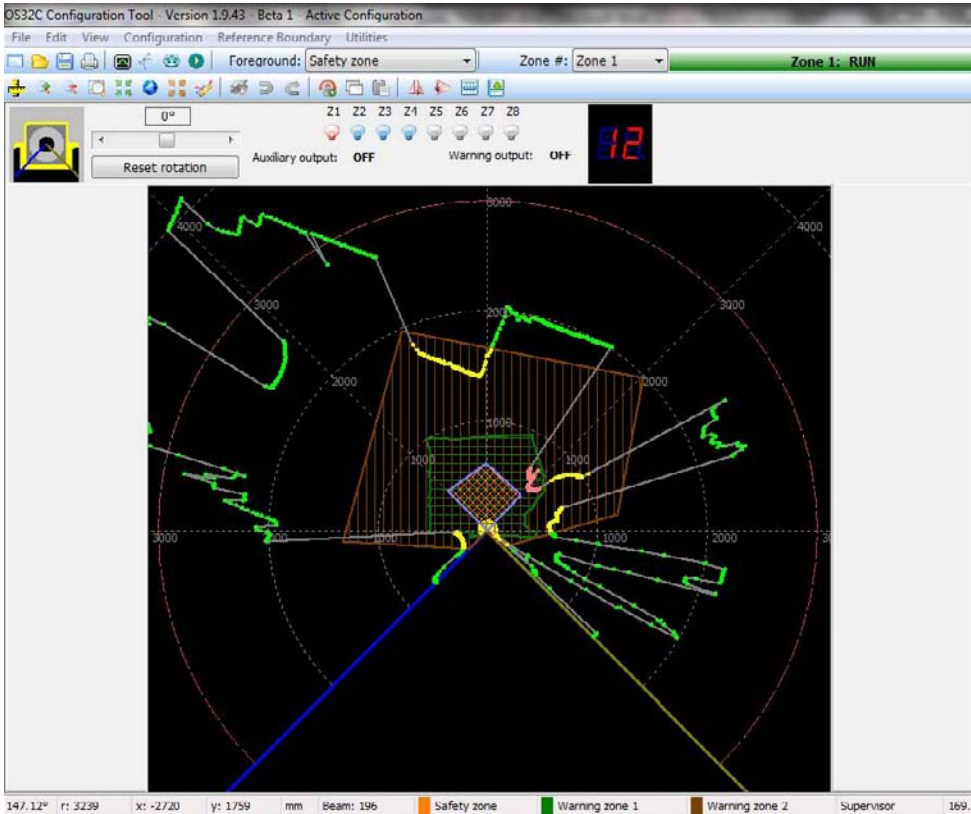 OS32C Configuration Tool - Version 1.9.43 - Beta 1 - Active Configuration
File Edit View Configuration Reference Boundary Utilities
Foreground: Safety zone Zone #: Zone 1 Zone 1: RUN
0°
Z1 Z2 Z3 Z4 Z5 Z6 Z7 Z8
Reset rotation
Auxiliary output: OFF Warning output: OFF
12
3000
4000 4000
3000 2000 3000
2000 2000
1000
1000 1000
3000 2000 1000 1000 2000 30
147.12° r: 3239 x: -2720 y: 1759 mm Beam: 196 Safety zone Warning zone 1 Warning zone 2 Supervisor 169.